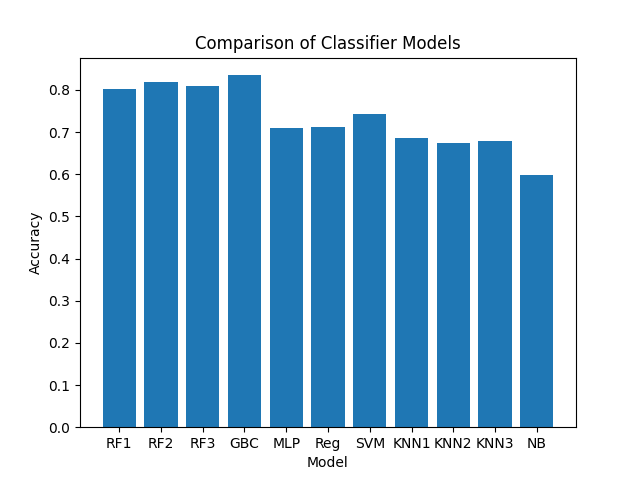 Comparison of Classifier Models
0.8
0.7
0.6
0.5
0.4
0.3
0.2
0.1
0.0
Accuracy
RF1 RF2 RF3 GBC MLP Reg SVM KNN1 KNN2 KNN3 NB
Model